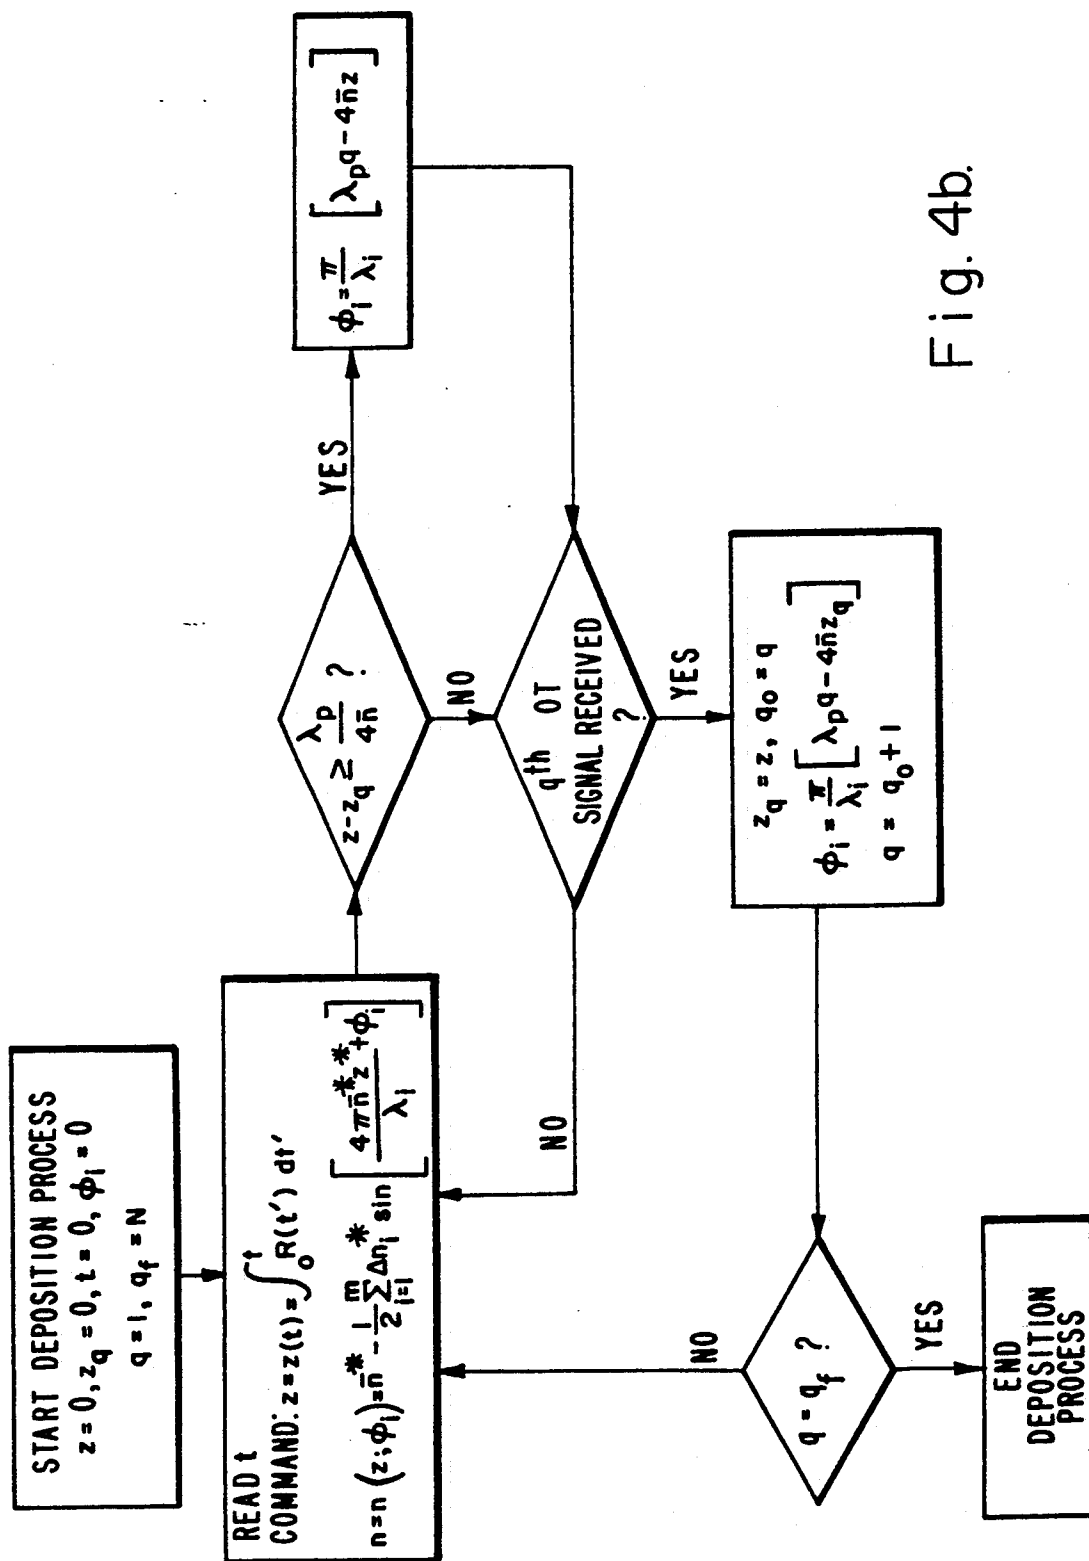 START DEPOSITION PROCESS
z=0, z_q=0, t=0, ϕ_i=0
q=1, q_f=N
READ t
COMMAND: z=z(t)=∫_0^t R(t′) dt′
n=n(z;ϕ_i)=n̄* - 1/2 Σ_{i=1}^m Δn_i* sin[4πn̄*z*/λ_i +ϕ_i]
z-z_q ≥ λ_p/4n̄ ?
YES
ϕ_i=π/λ_i [λ_p q-4n̄z]
NO
qth OT
SIGNAL RECEIVED
?
NO
YES
z_q=z, q_o=q
ϕ_i=π/λ_i [λ_p q-4n̄z_q]
q= q_o+1
q=q_f ?
NO
YES
END
DEPOSITION
PROCESS
Fig. 4b.